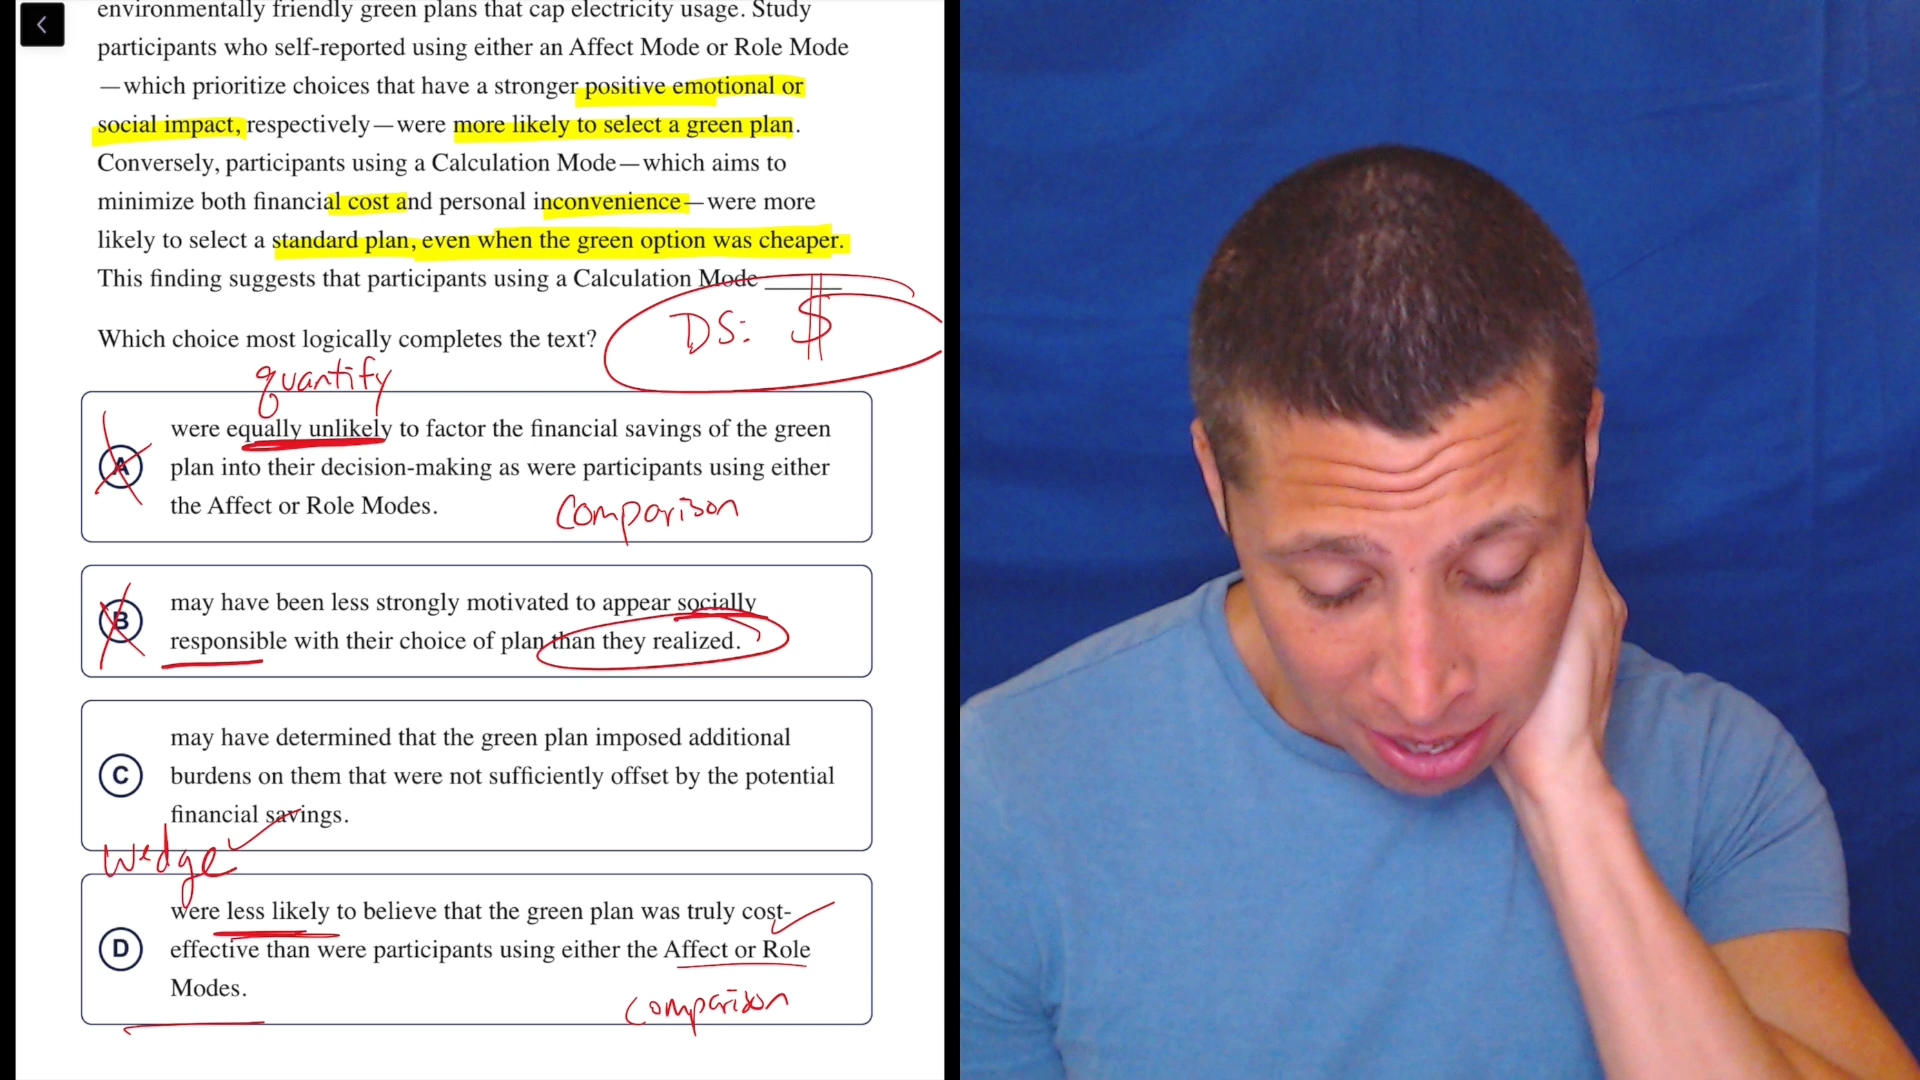 environmentally friendly green plans that cap electricity usage. Study
participants who self-reported using either an Affect Mode or Role Mode
—which prioritize choices that have a stronger positive emotional or
social impact, respectively—were more likely to select a green plan.
Conversely, participants using a Calculation Mode—which aims to
minimize both financial cost and personal inconvenience—were more
likely to select a standard plan, even when the green option was cheaper.
This finding suggests that participants using a Calculation Mode ______
DS: $
Which choice most logically completes the text?
quantify
A
were equally unlikely to factor the financial savings of the green
plan into their decision-making as were participants using either
the Affect or Role Modes.
Comparison
B
may have been less strongly motivated to appear socially
responsible with their choice of plan than they realized.
C
may have determined that the green plan imposed additional
burdens on them that were not sufficiently offset by the potential
financial savings.
wedge
D
were less likely to believe that the green plan was truly cost-
effective than were participants using either the Affect or Role
Modes.
Comparison